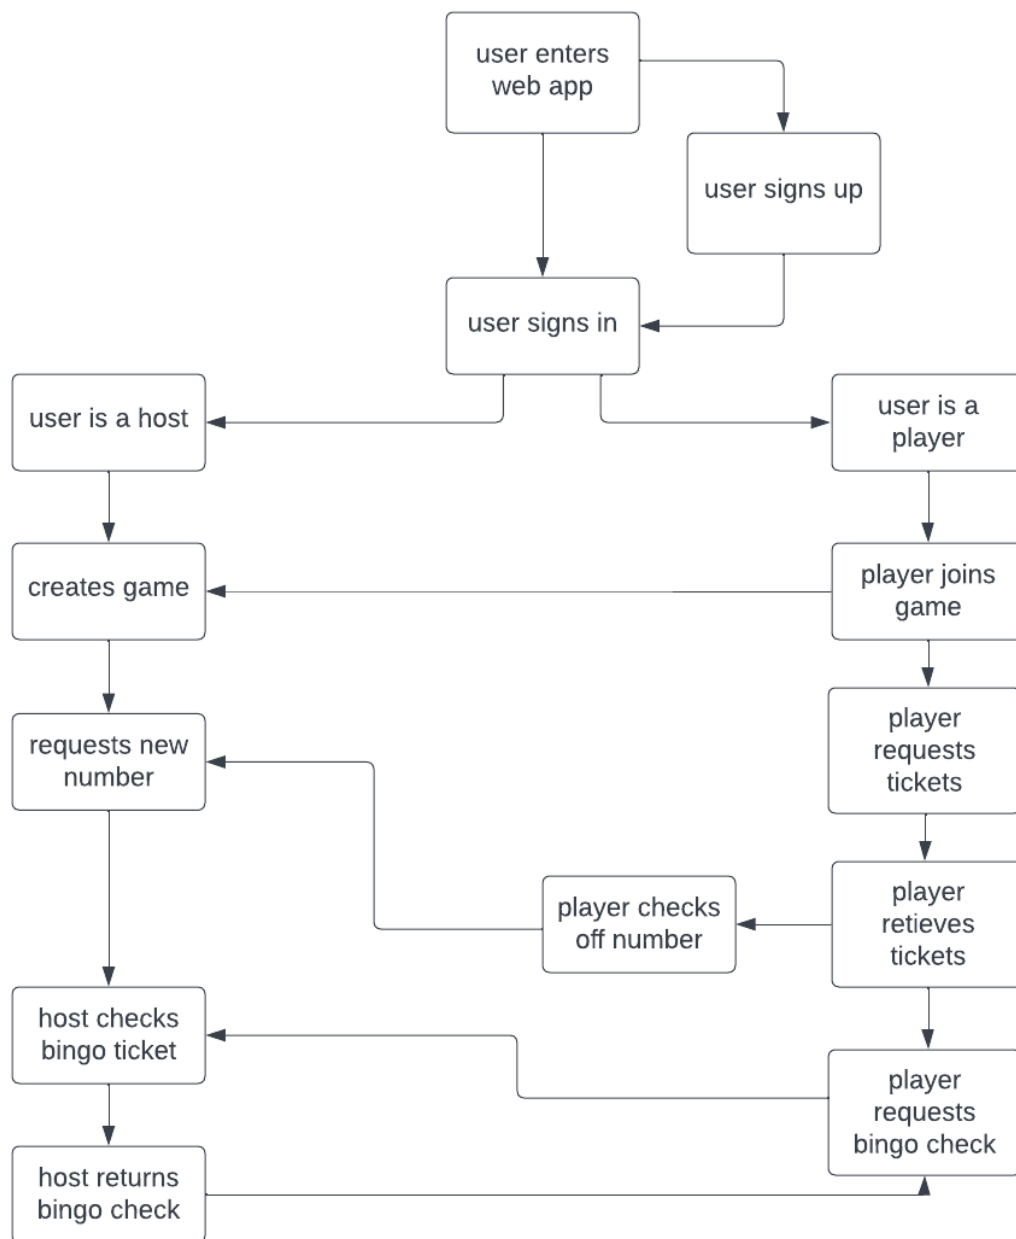 user enters
web app
user signs up
user signs in
user is a host
user is a
player
creates game
player joins
game
requests new
number
player
requests
tickets
player checks
off number
player
retieves
tickets
host checks
bingo ticket
player
requests
bingo check
host returns
bingo check